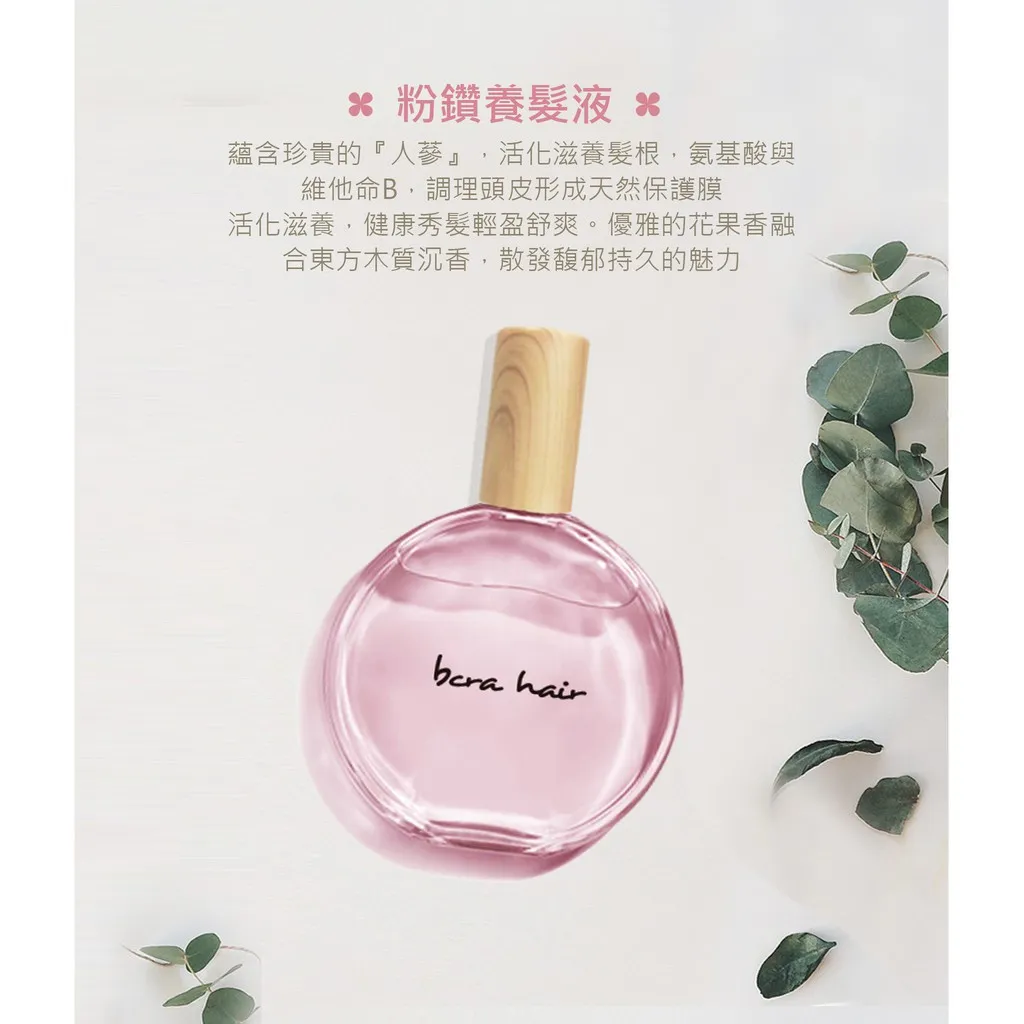 粉鑽養髮液
蘊含珍貴的『人蔘』，活化滋養髮根，氨基酸與
維他命B，調理頭皮形成天然保護膜
活化滋養，健康秀髮輕盈舒爽。優雅的花果香融
合東方木質沉香，散發馥郁持久的魅力
bcra hair